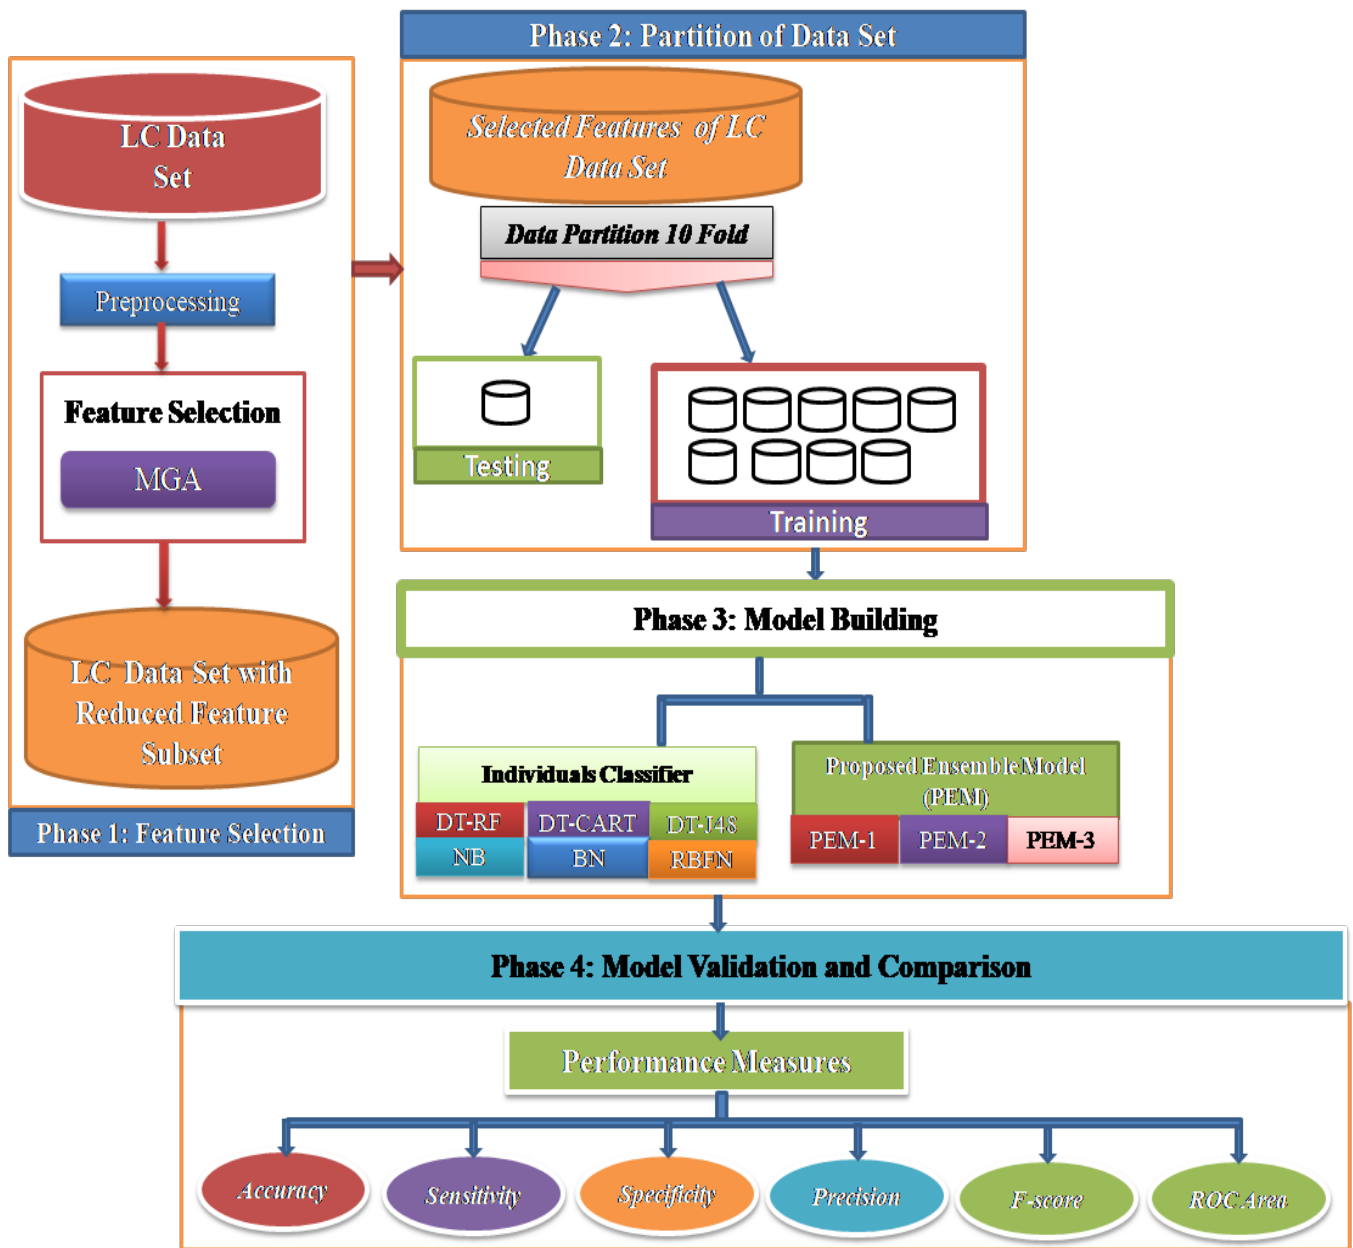 LC Data
Set
Preprocessing
Feature Selection
MGA
LC Data Set with
Reduced Feature
Subset
Phase 1: Feature Selection
Phase 2: Partition of Data Set
Selected Features of LC
Data Set
Data Partition 10 Fold
Testing
Training
Phase 3: Model Building
Individuals Classifier
DT-RF
DT-CART
DT-J48
NB
BN
RBFN
Proposed Ensemble Model
(PEM)
PEM-1
PEM-2
PEM-3
Phase 4: Model Validation and Comparison
Performance Measures
Accuracy
Sensitivity
Specificity
Precision
F-score
ROC Area